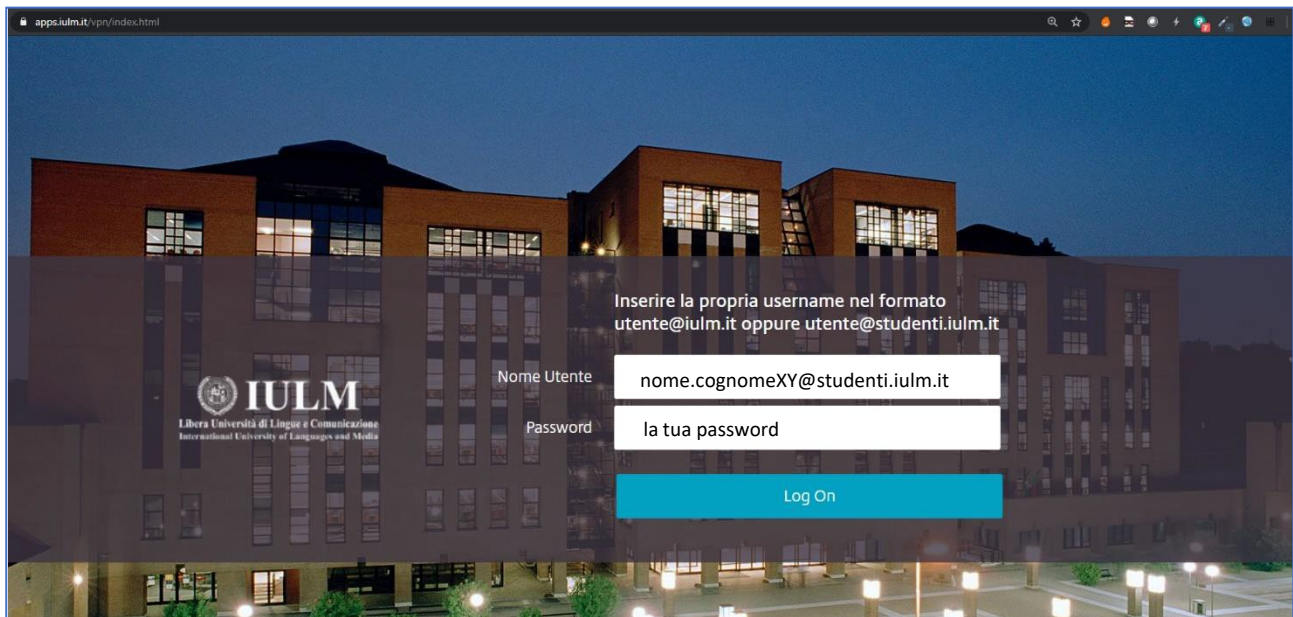 apps.iulm.it/vpn/index.html
Inserire la propria username nel formato
utente@iulm.it oppure utente@studenti.iulm.it
Nome Utente
nome.cognomeXY@studenti.iulm.it
IULM
Libera Università di Lingue e Comunicazione
International University of Languages and Media
Password
la tua password
Log On